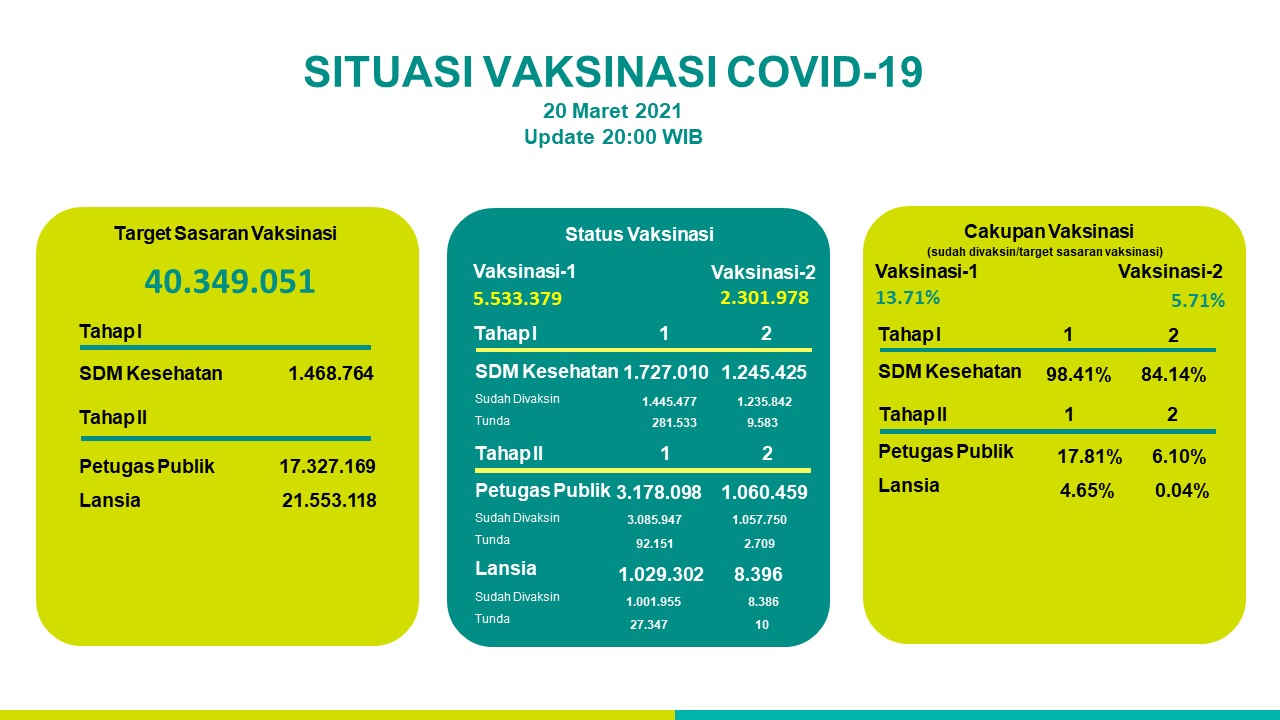 SITUASI VAKSINASI COVID-19
20 Maret 2021
Update 20:00 WIB
Target Sasaran Vaksinasi
40.349.051
Tahap I
SDM Kesehatan 1.468.764
Tahap II
Petugas Publik 17.327.169
Lansia 21.553.118
Status Vaksinasi
Vaksinasi-1 Vaksinasi-2
5.533.379 2.301.978
Tahap I 1 2
SDM Kesehatan 1.727.010 1.245.425
Sudah Divaksin 1.445.477 1.235.842
Tunda 281.533 9.583
Tahap II 1 2
Petugas Publik 3.178.098 1.060.459
Sudah Divaksin 3.085.947 1.057.750
Tunda 92.151 2.709
Lansia 1.029.302 8.396
Sudah Divaksin 1.001.955 8.386
Tunda 27.347 10
Cakupan Vaksinasi
(sudah divaksin/target sasaran vaksinasi)
Vaksinasi-1 Vaksinasi-2
13.71% 5.71%
Tahap I 1 2
SDM Kesehatan 98.41% 84.14%
Tahap II 1 2
Petugas Publik 17.81% 6.10%
Lansia 4.65% 0.04%